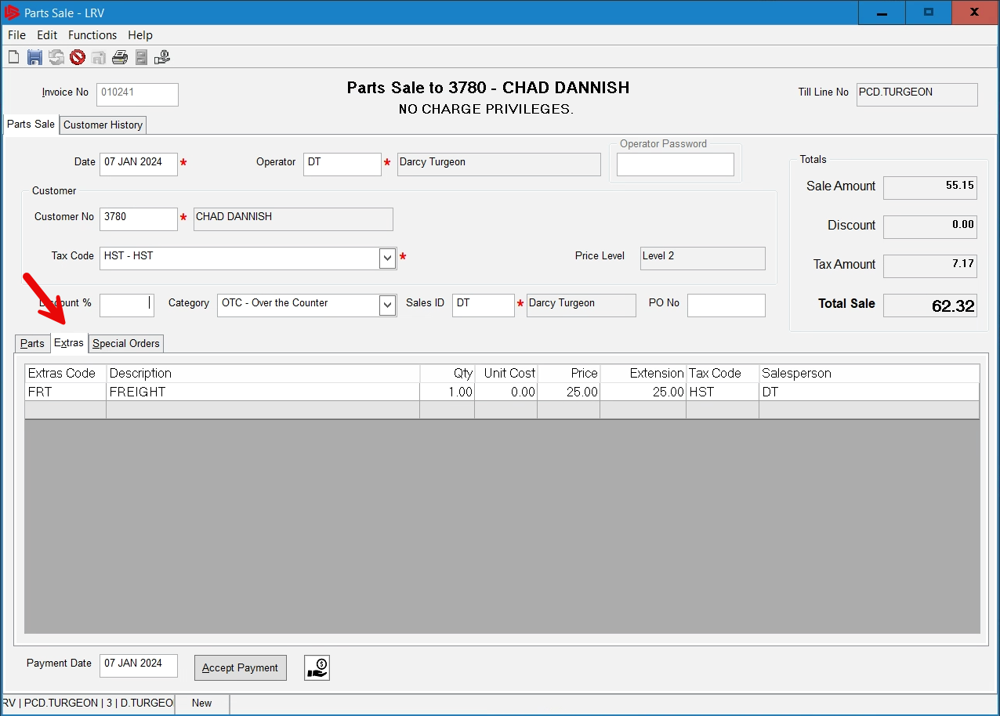 Parts Sale - LRV
File Edit Functions Help
Invoice No 010241
Parts Sale to 3780 - CHAD DANNISH
NO CHARGE PRIVILEGES.
Till Line No PCD.TURGEON
Parts Sale Customer History
Date 07 JAN 2024 * Operator DT * Darcy Turgeon
Operator Password
Customer
Customer No 3780 * CHAD DANNISH
Tax Code HST - HST * Price Level Level 2
Discount % Category OTC - Over the Counter Sales ID DT * Darcy Turgeon PO No
Totals
Sale Amount 55.15
Discount 0.00
Tax Amount 7.17
Total Sale 62.32
Parts Extras Special Orders
Extras Code Description Qty Unit Cost Price Extension Tax Code Salesperson
FRT FREIGHT 1.00 0.00 25.00 25.00 HST DT
Payment Date 07 JAN 2024 Accept Payment
RV | PCD.TURGEON | 3 | D.TURGEO New